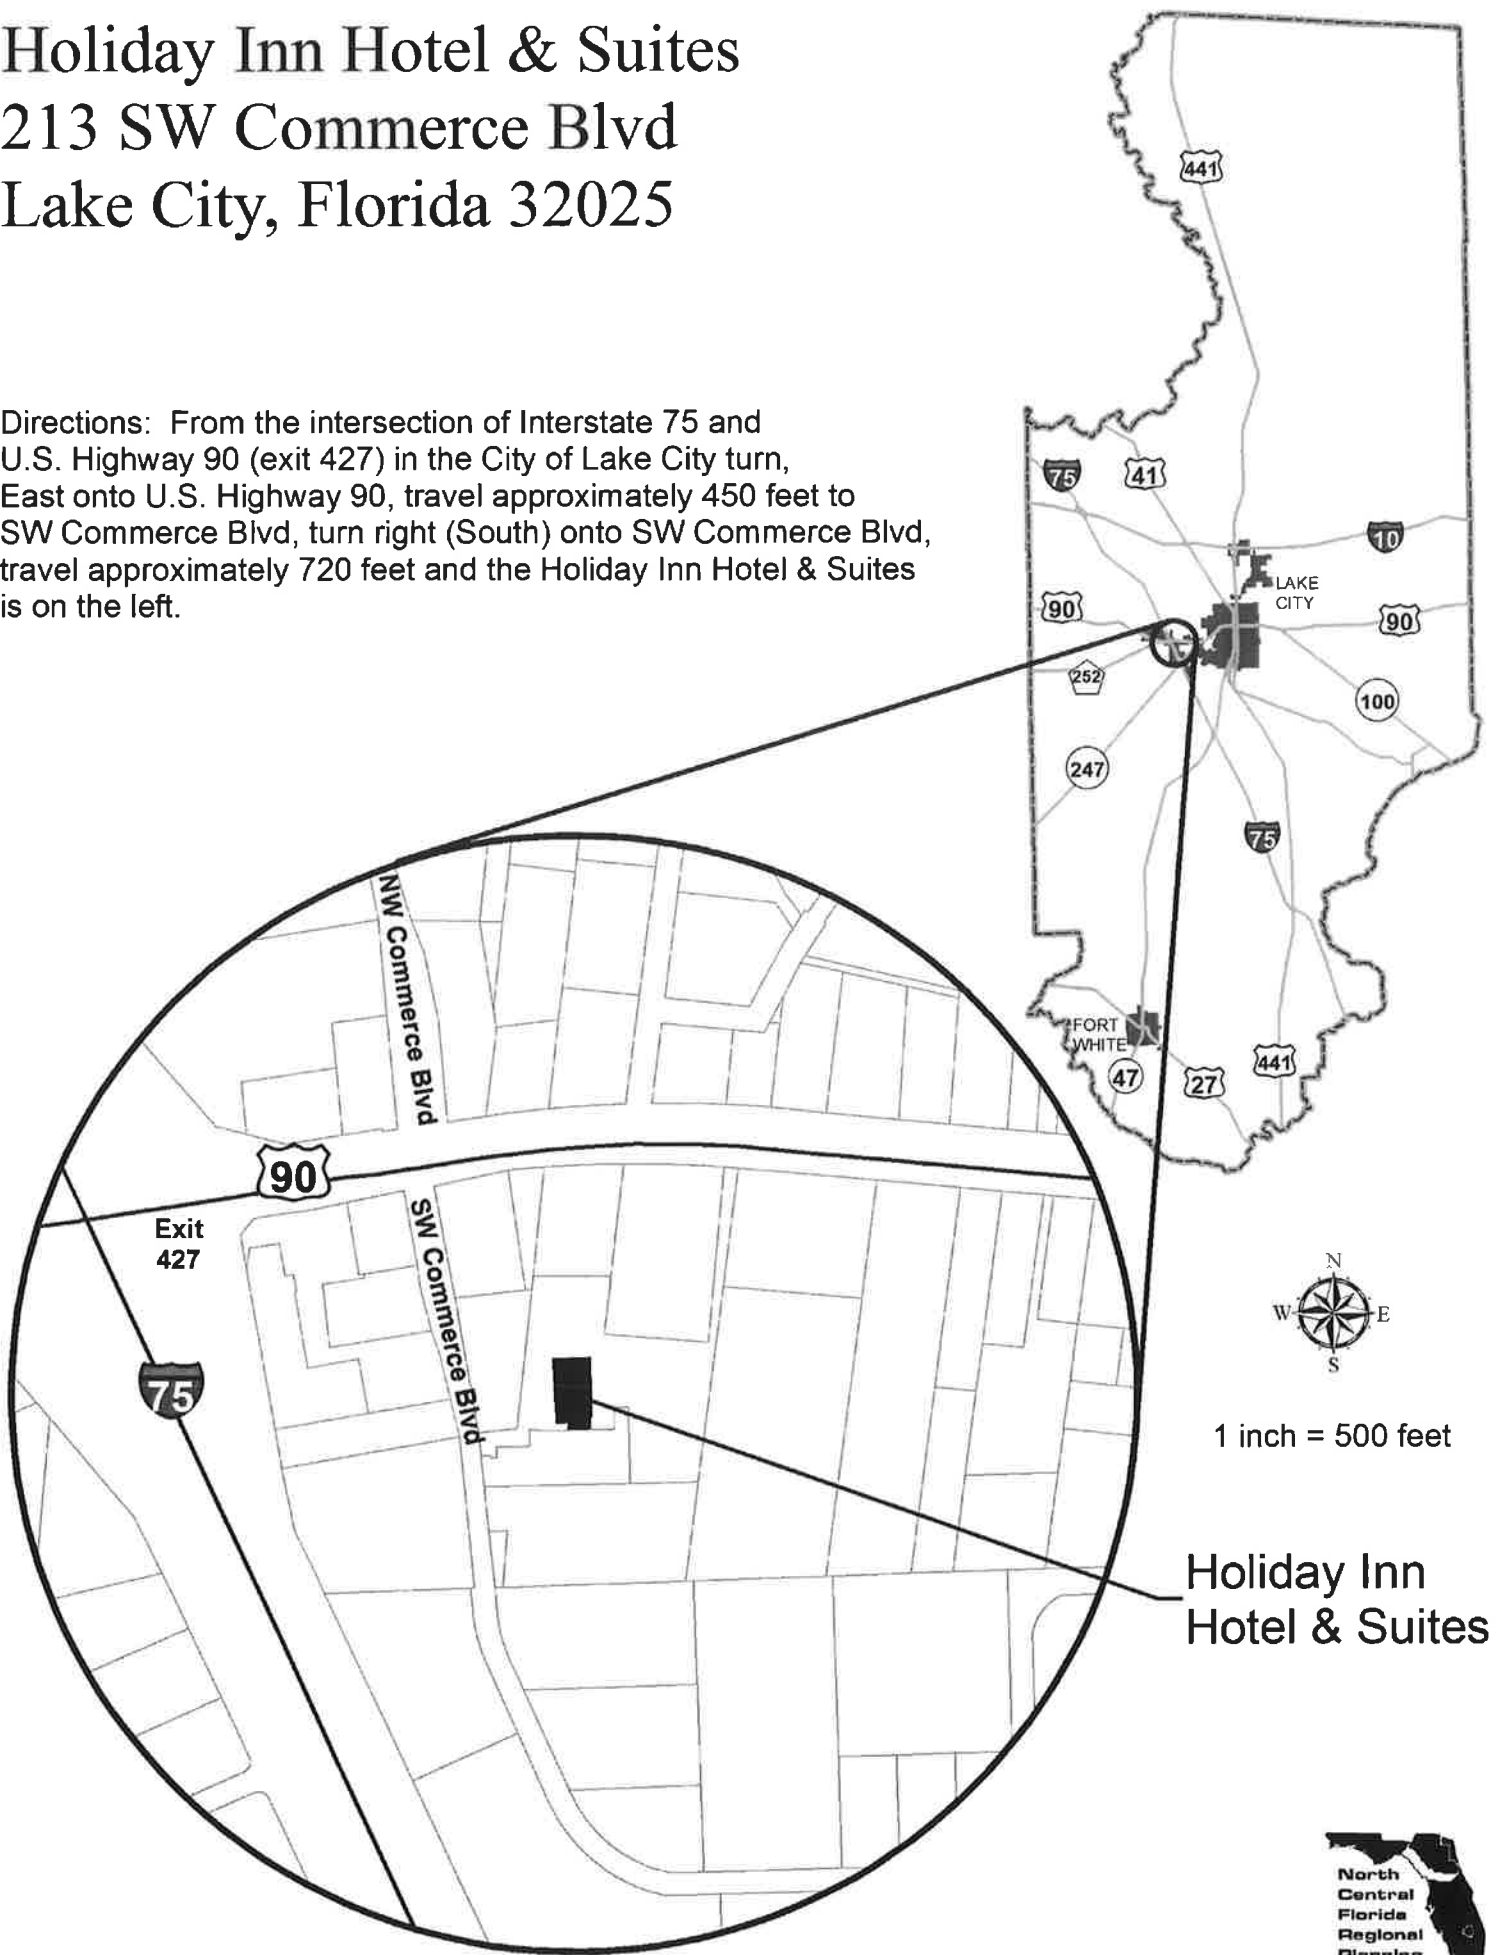 Holiday Inn Hotel & Suites
213 SW Commerce Blvd
Lake City, Florida 32025
Directions: From the intersection of Interstate 75 and
U.S. Highway 90 (exit 427) in the City of Lake City turn,
East onto U.S. Highway 90, travel approximately 450 feet to
SW Commerce Blvd, turn right (South) onto SW Commerce Blvd,
travel approximately 720 feet and the Holiday Inn Hotel & Suites
is on the left.
441
75
41
10
LAKE
CITY
90
90
252
100
247
75
FORT
WHITE
47
27
441
NW Commerce Blvd
90
Exit
427
SW Commerce Blvd
75
N
W
E
S
1 inch = 500 feet
Holiday Inn
Hotel & Suites
North
Central
Florida
Regional
Planning